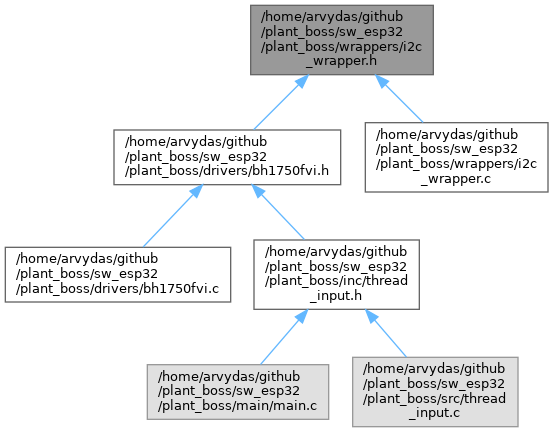 /home/arvydas/github
/plant_boss/sw_esp32
/plant_boss/wrappers/i2c
_wrapper.h
/home/arvydas/github
/plant_boss/sw_esp32
/plant_boss/drivers/bh1750fvi.h
/home/arvydas/github
/plant_boss/sw_esp32
/plant_boss/wrappers/i2c
_wrapper.c
/home/arvydas/github
/plant_boss/sw_esp32
/plant_boss/drivers/bh1750fvi.c
/home/arvydas/github
/plant_boss/sw_esp32
/plant_boss/inc/thread
_input.h
/home/arvydas/github
/plant_boss/sw_esp32
/plant_boss/main/main.c
/home/arvydas/github
/plant_boss/sw_esp32
/plant_boss/src/thread
_input.c